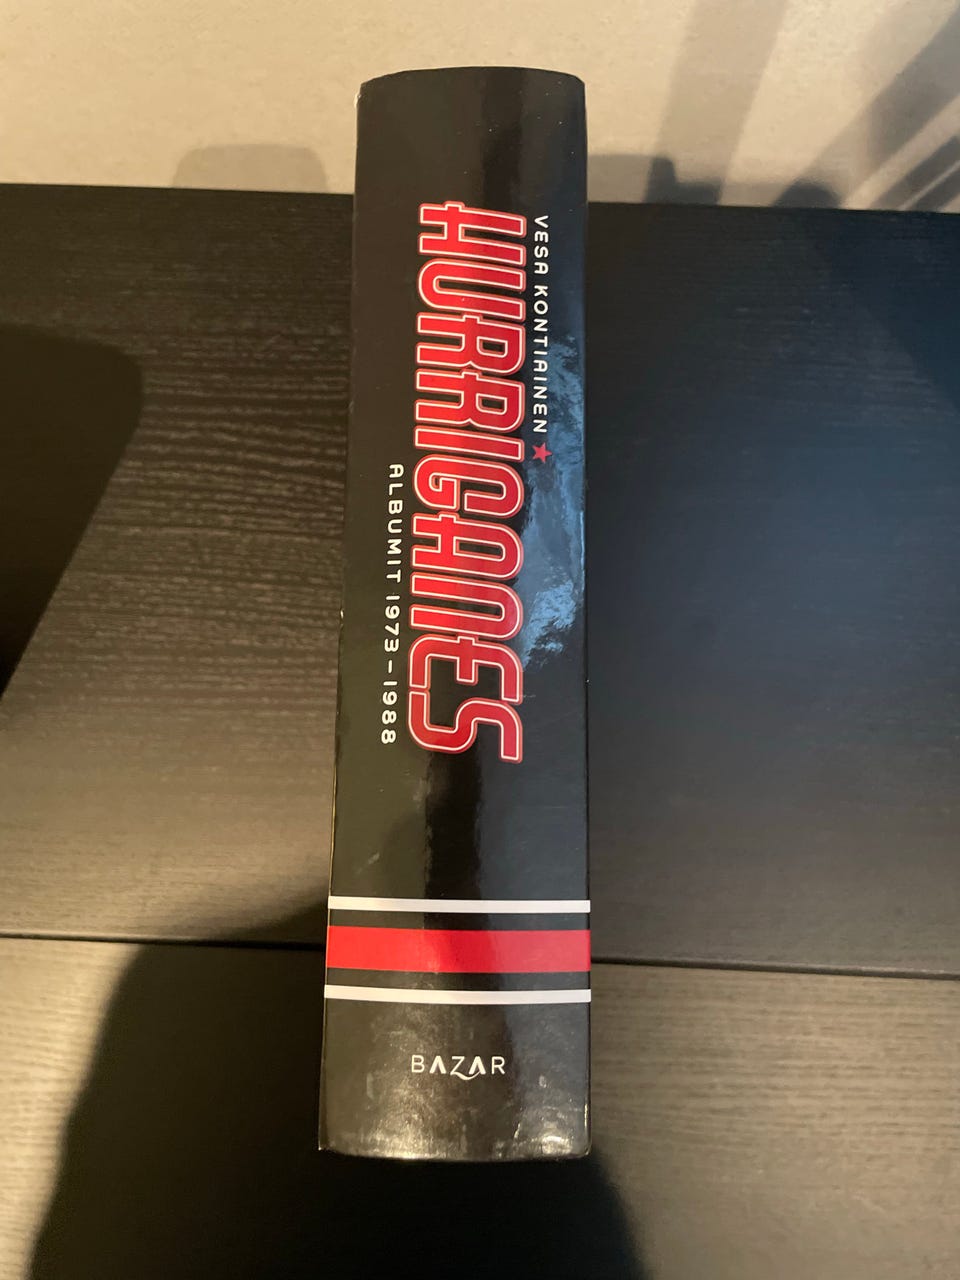 VESA KONTIAINEN ★
HURRIGANES
ALBUMIT 1973–1988
BAZAR